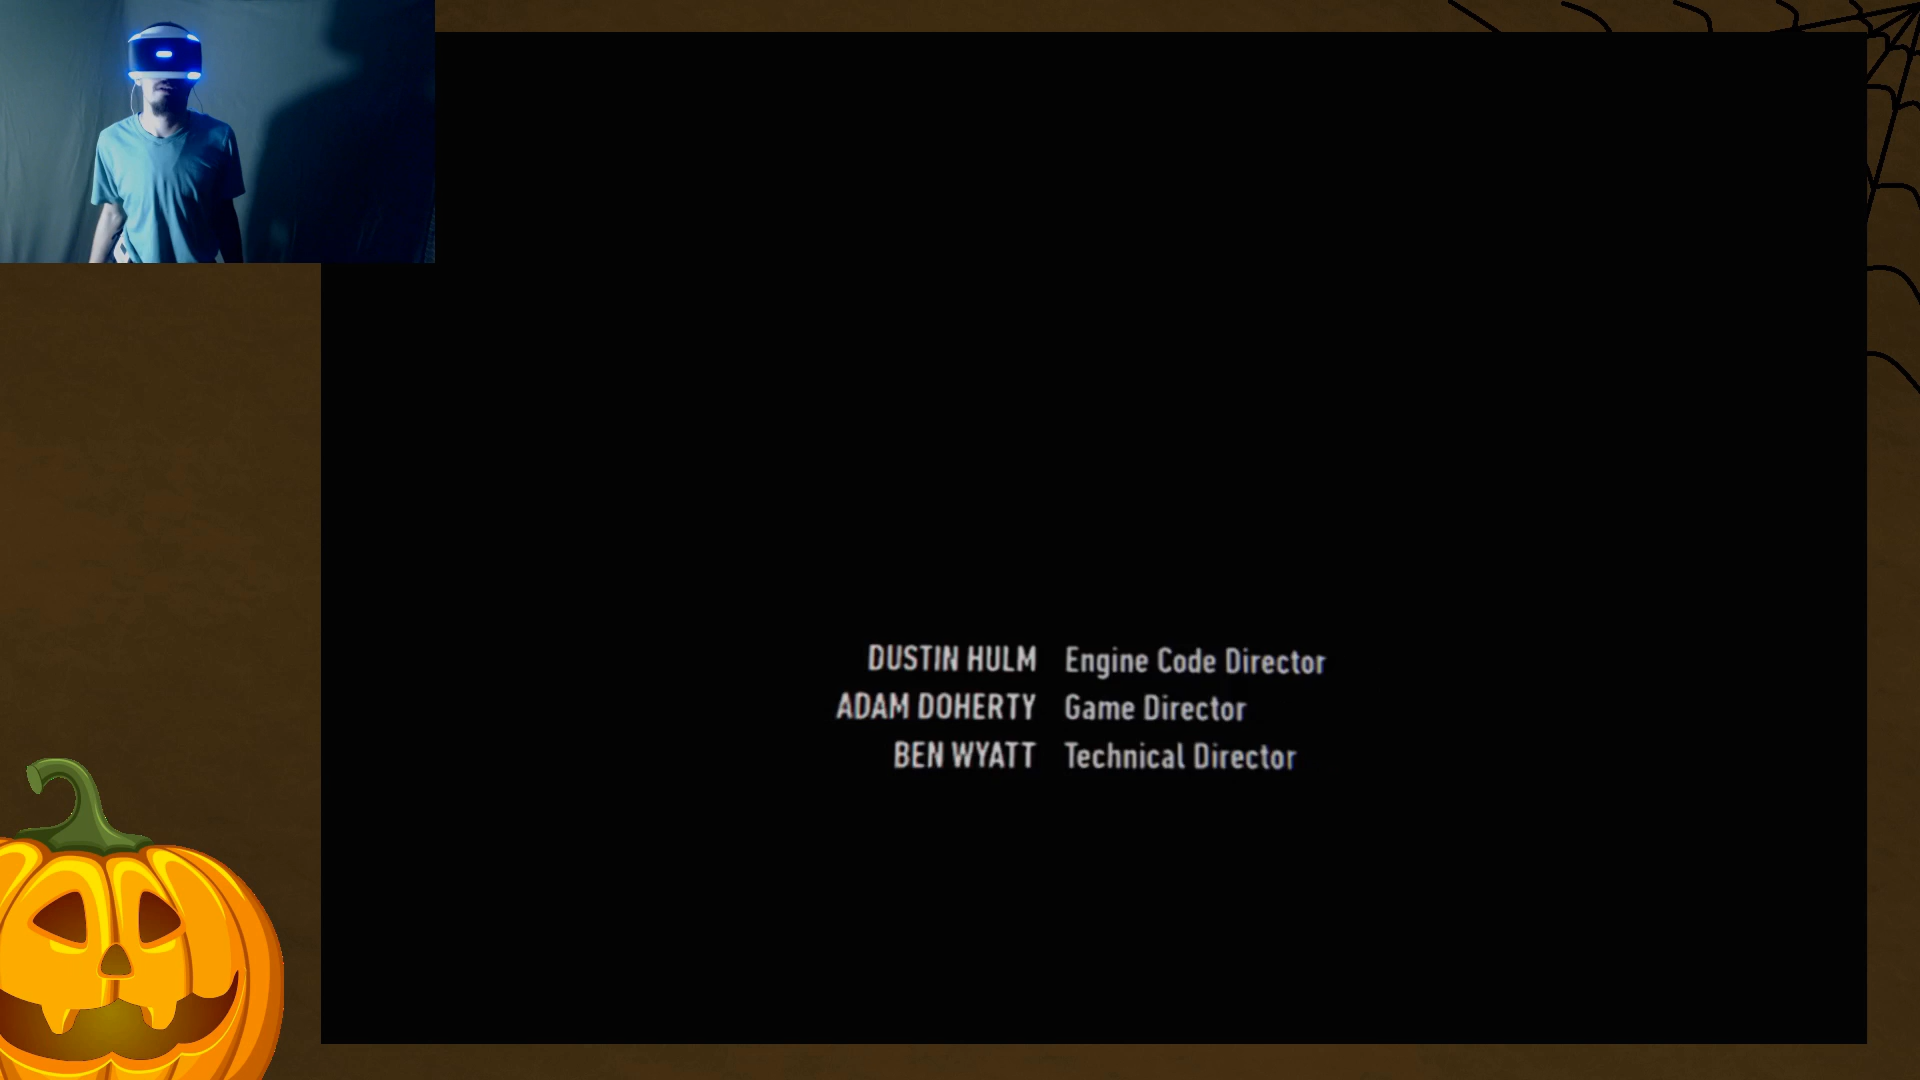 DUSTIN HULM Engine Code Director
ADAM DOHERTY Game Director
BEN WYATT Technical Director